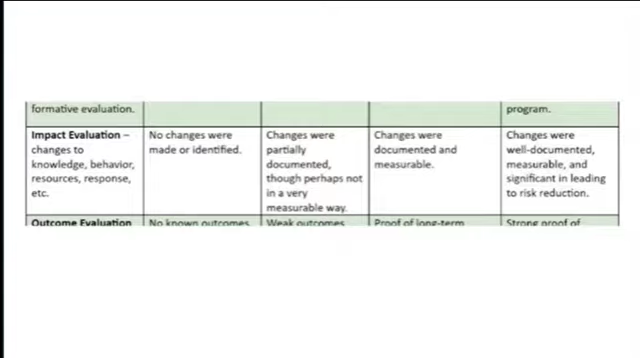 formative evaluation.
program.
Impact Evaluation –
changes to
knowledge, behavior,
resources, response,
etc.
No changes were
made or identified.
Changes were
partially
documented,
though perhaps not
in a very
measurable way.
Changes were
documented and
measurable.
Changes were
well-documented,
measurable, and
significant in leading
to risk reduction.
Outcome Evaluation
No known outcomes
Weak outcomes
Proof of long-term
Strong proof of